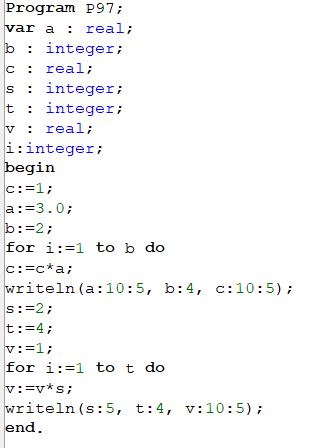 Program P97;
var a : real;
b : integer;
c : real;
s : integer;
t : integer;
v : real;
i:integer;
begin
c:=1;
a:=3.0;
b:=2;
for i:=1 to b do
c:=c*a;
writeln(a:10:5, b:4, c:10:5);
s:=2;
t:=4;
v:=1;
for i:=1 to t do
v:=v*s;
writeln(s:5, t:4, v:10:5);
end.